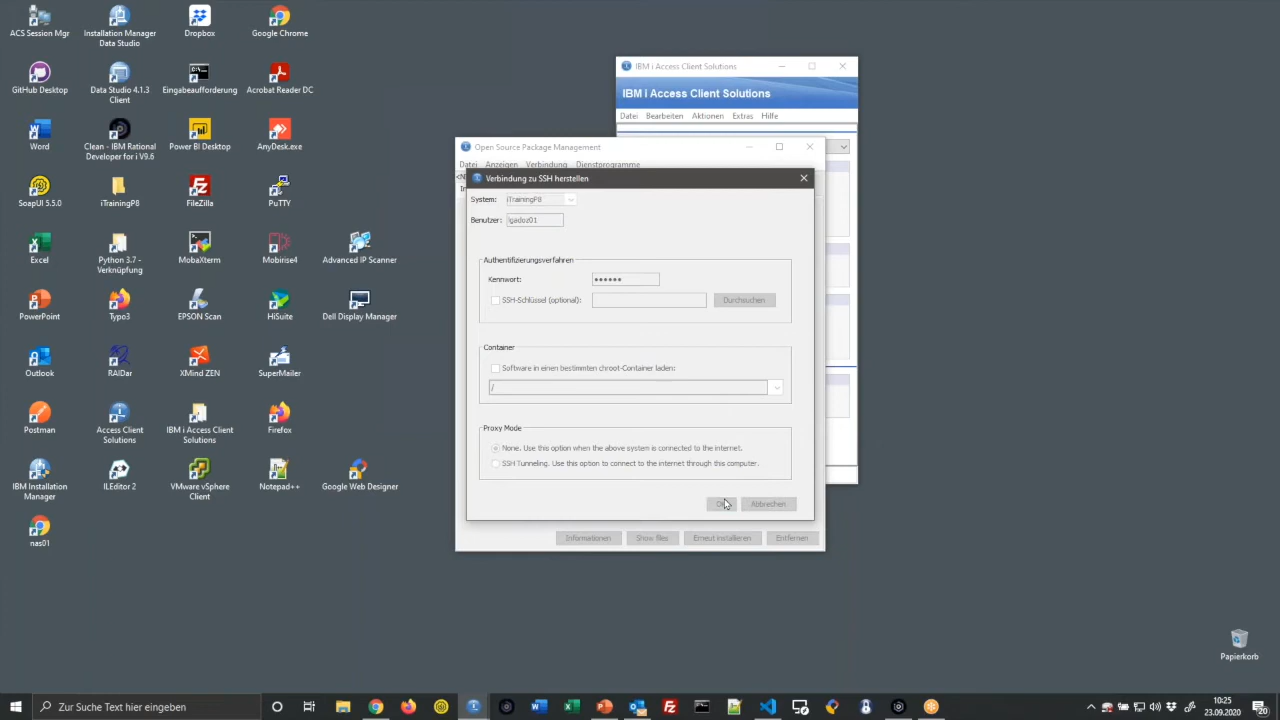 ACS Session Mgr
Installation Manager
Data Studio
Dropbox
Google Chrome
IBM i Access Client Solutions
IBM i Access Client Solutions
Datei Bearbeiten Aktionen Extras Hilfe
GitHub Desktop
Data Studio 4.1.3
Client
Eingabeaufforderung
Acrobat Reader DC
Word
Clean - IBM Rational
Developer for i V9.6
Power BI Desktop
AnyDesk.exe
SoapUI 5.5.0
iTrainingP8
FileZilla
PuTTY
Excel
Python 3.7 -
Verknüpfung
MobaXterm
Mobirise4
Advanced IP Scanner
PowerPoint
Typo3
EPSON Scan
HiSuite
Dell Display Manager
Outlook
RAIDar
XMind ZEN
SuperMailer
Postman
Access Client
Solutions
IBM i Access Client
Solutions
Firefox
IBM Installation
Manager
ILEditor 2
VMware vSphere
Client
Notepad++
Google Web Designer
nas01
Open Source Package Management
Datei Anzeigen Verbindung Dienstprogramme
Verbindung zu SSH herstellen
System: iTrainingP8
Benutzer: lgadoz01
Authentifizierungsverfahren
Kennwort: ••••••
SSH-Schlüssel (optional): Durchsuchen
Container
Software in einen bestimmten chroot-Container laden:
/
Proxy Mode
None. Use this option when the above system is connected to the internet.
SSH Tunneling. Use this option to connect to the internet through this computer.
Abbrechen
Informationen Show files Erneut installieren Entfernen
Papierkorb
Zur Suche Text hier eingeben
10:25
23.09.2020
20